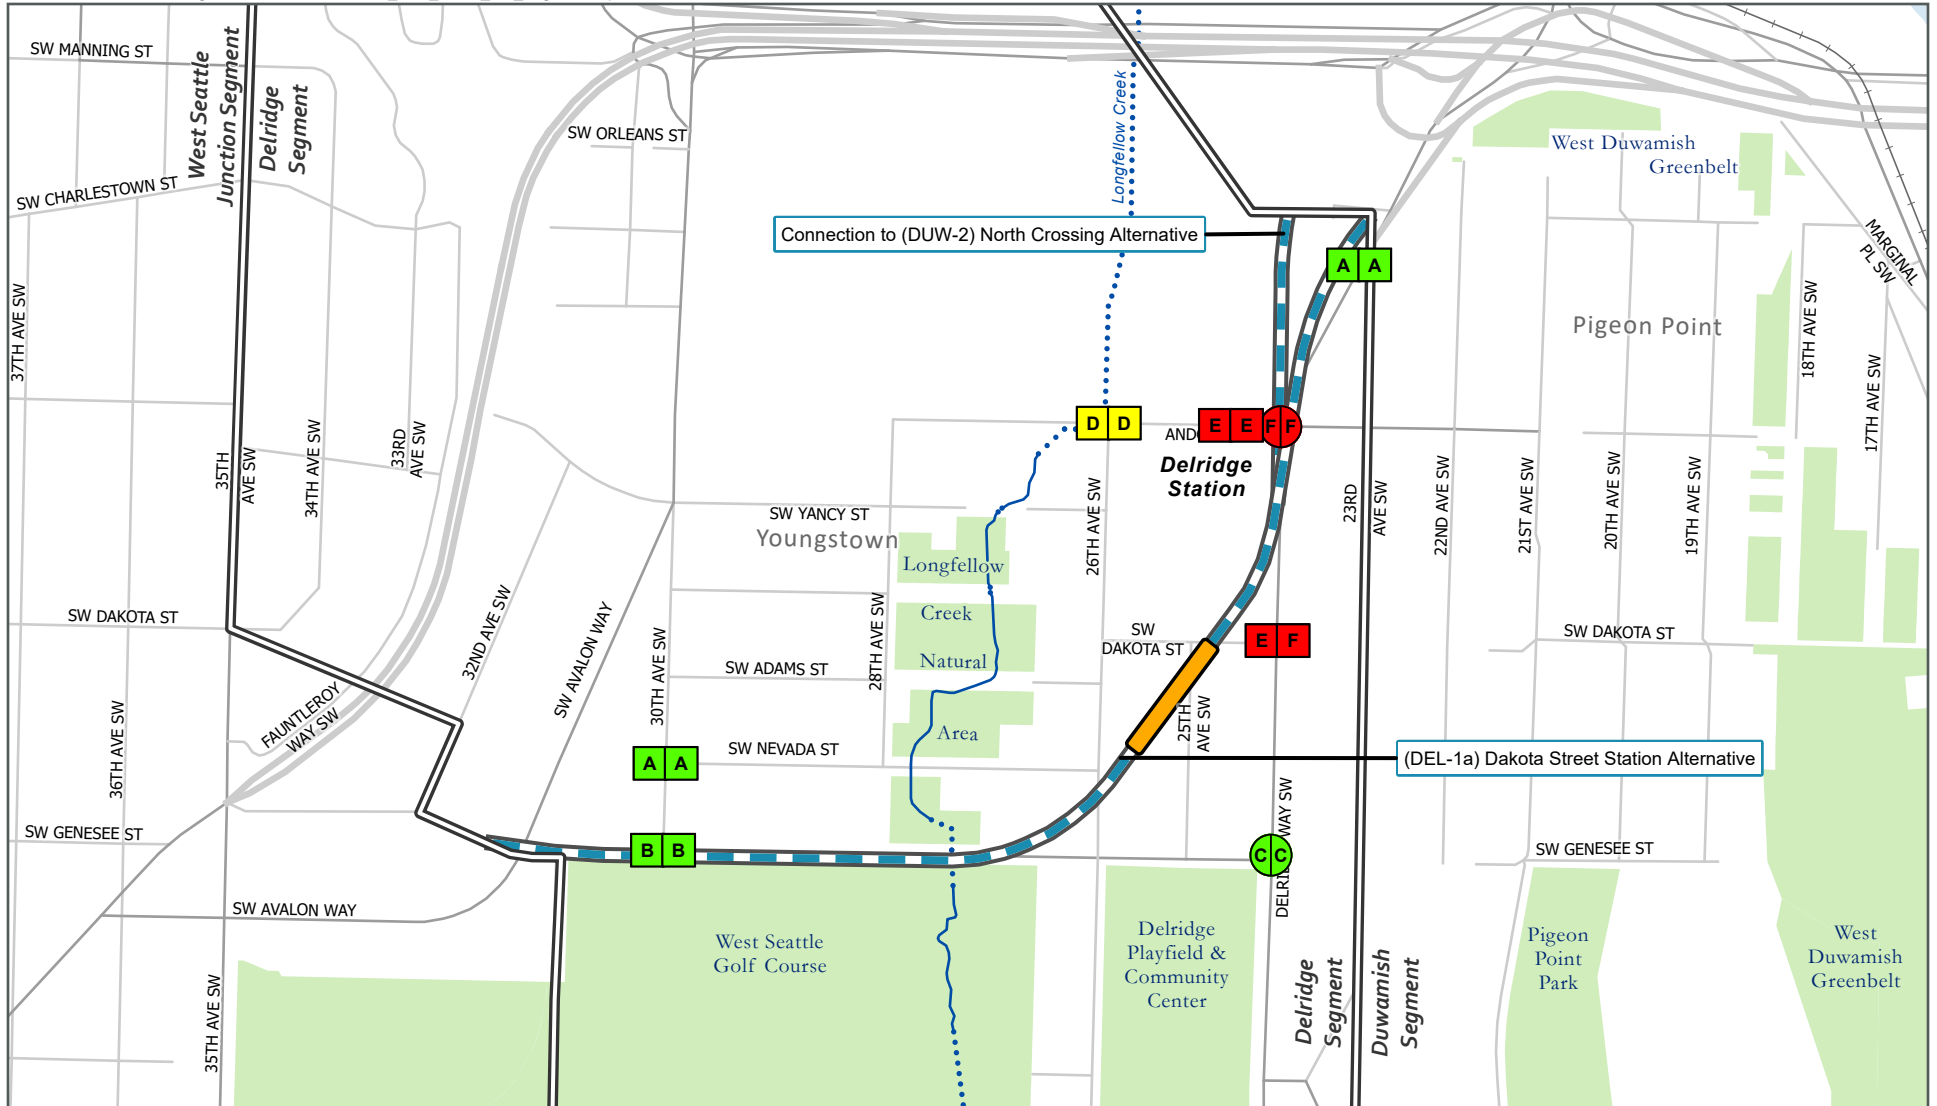 SW MANNING ST
West Seattle
Junction Segment
Delridge
Segment
SW CHARLESTOWN ST
SW ORLEANS ST
Longfellow Creek
West Duwamish
Greenbelt
MARGINAL
PL SW
Connection to (DUW-2) North Crossing Alternative
A A
37TH AVE SW
Pigeon Point
18TH AVE SW
17TH AVE SW
35TH
AVE SW
34TH AVE SW
33RD
AVE SW
D D
AND
E E
F F
Delridge
Station
26TH AVE SW
23RD
AVE SW
22ND AVE SW
21ST AVE SW
20TH AVE SW
19TH AVE SW
SW YANCY ST
Youngstown
Longfellow
Creek
Natural
Area
SW DAKOTA ST
32ND AVE SW
SW AVALON WAY
30TH AVE SW
28TH AVE SW
SW ADAMS ST
SW
DAKOTA ST
E F
SW DAKOTA ST
36TH AVE SW
FAUNTLEROY
WAY SW
25TH
AVE SW
A A
SW NEVADA ST
(DEL-1a) Dakota Street Station Alternative
SW GENESEE ST
B B
C C
DELRID
WAY SW
SW GENESEE ST
SW AVALON WAY
35TH AVE SW
West Seattle
Golf Course
Delridge
Playfield &
Community
Center
Delridge
Segment
Duwamish
Segment
Pigeon
Point
Park
West
Duwamish
Greenbelt